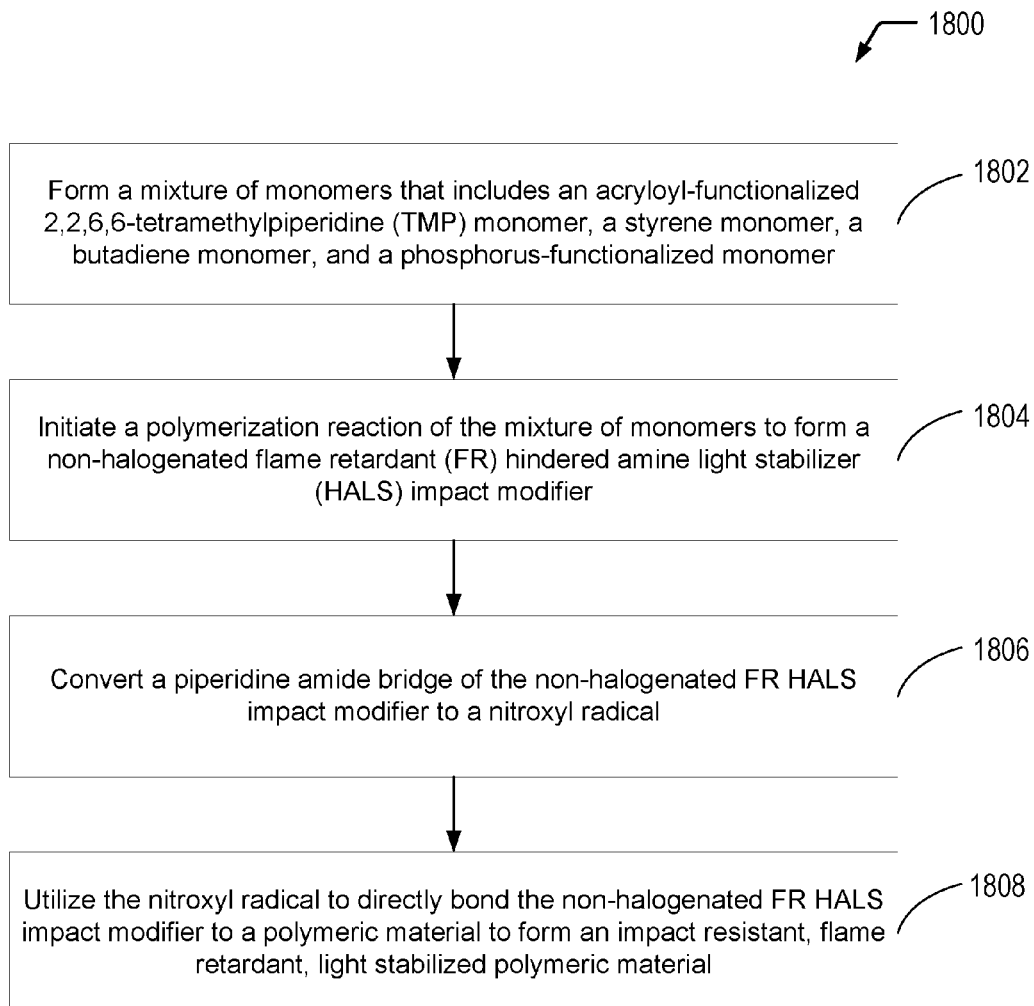 1800
Form a mixture of monomers that includes an acryloyl-functionalized
2,2,6,6-tetramethylpiperidine (TMP) monomer, a styrene monomer, a
butadiene monomer, and a phosphorus-functionalized monomer
1802
Initiate a polymerization reaction of the mixture of monomers to form a
non-halogenated flame retardant (FR) hindered amine light stabilizer
(HALS) impact modifier
1804
Convert a piperidine amide bridge of the non-halogenated FR HALS
impact modifier to a nitroxyl radical
1806
Utilize the nitroxyl radical to directly bond the non-halogenated FR HALS
impact modifier to a polymeric material to form an impact resistant, flame
retardant, light stabilized polymeric material
1808